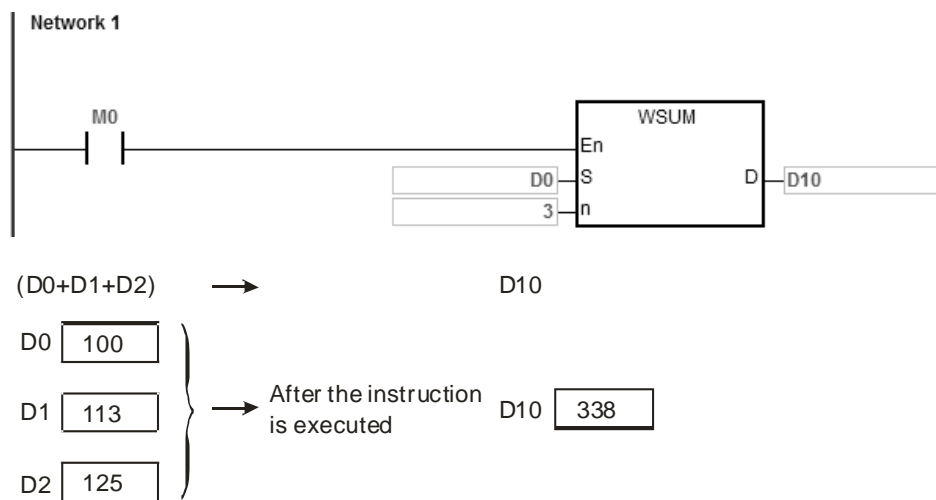 Network 1
M0
WSUM
En
D0 S D D10
3 n
(D0+D1+D2) D10
D0 100
D1 113
After the instruction
is executed
D10 338
D2 125